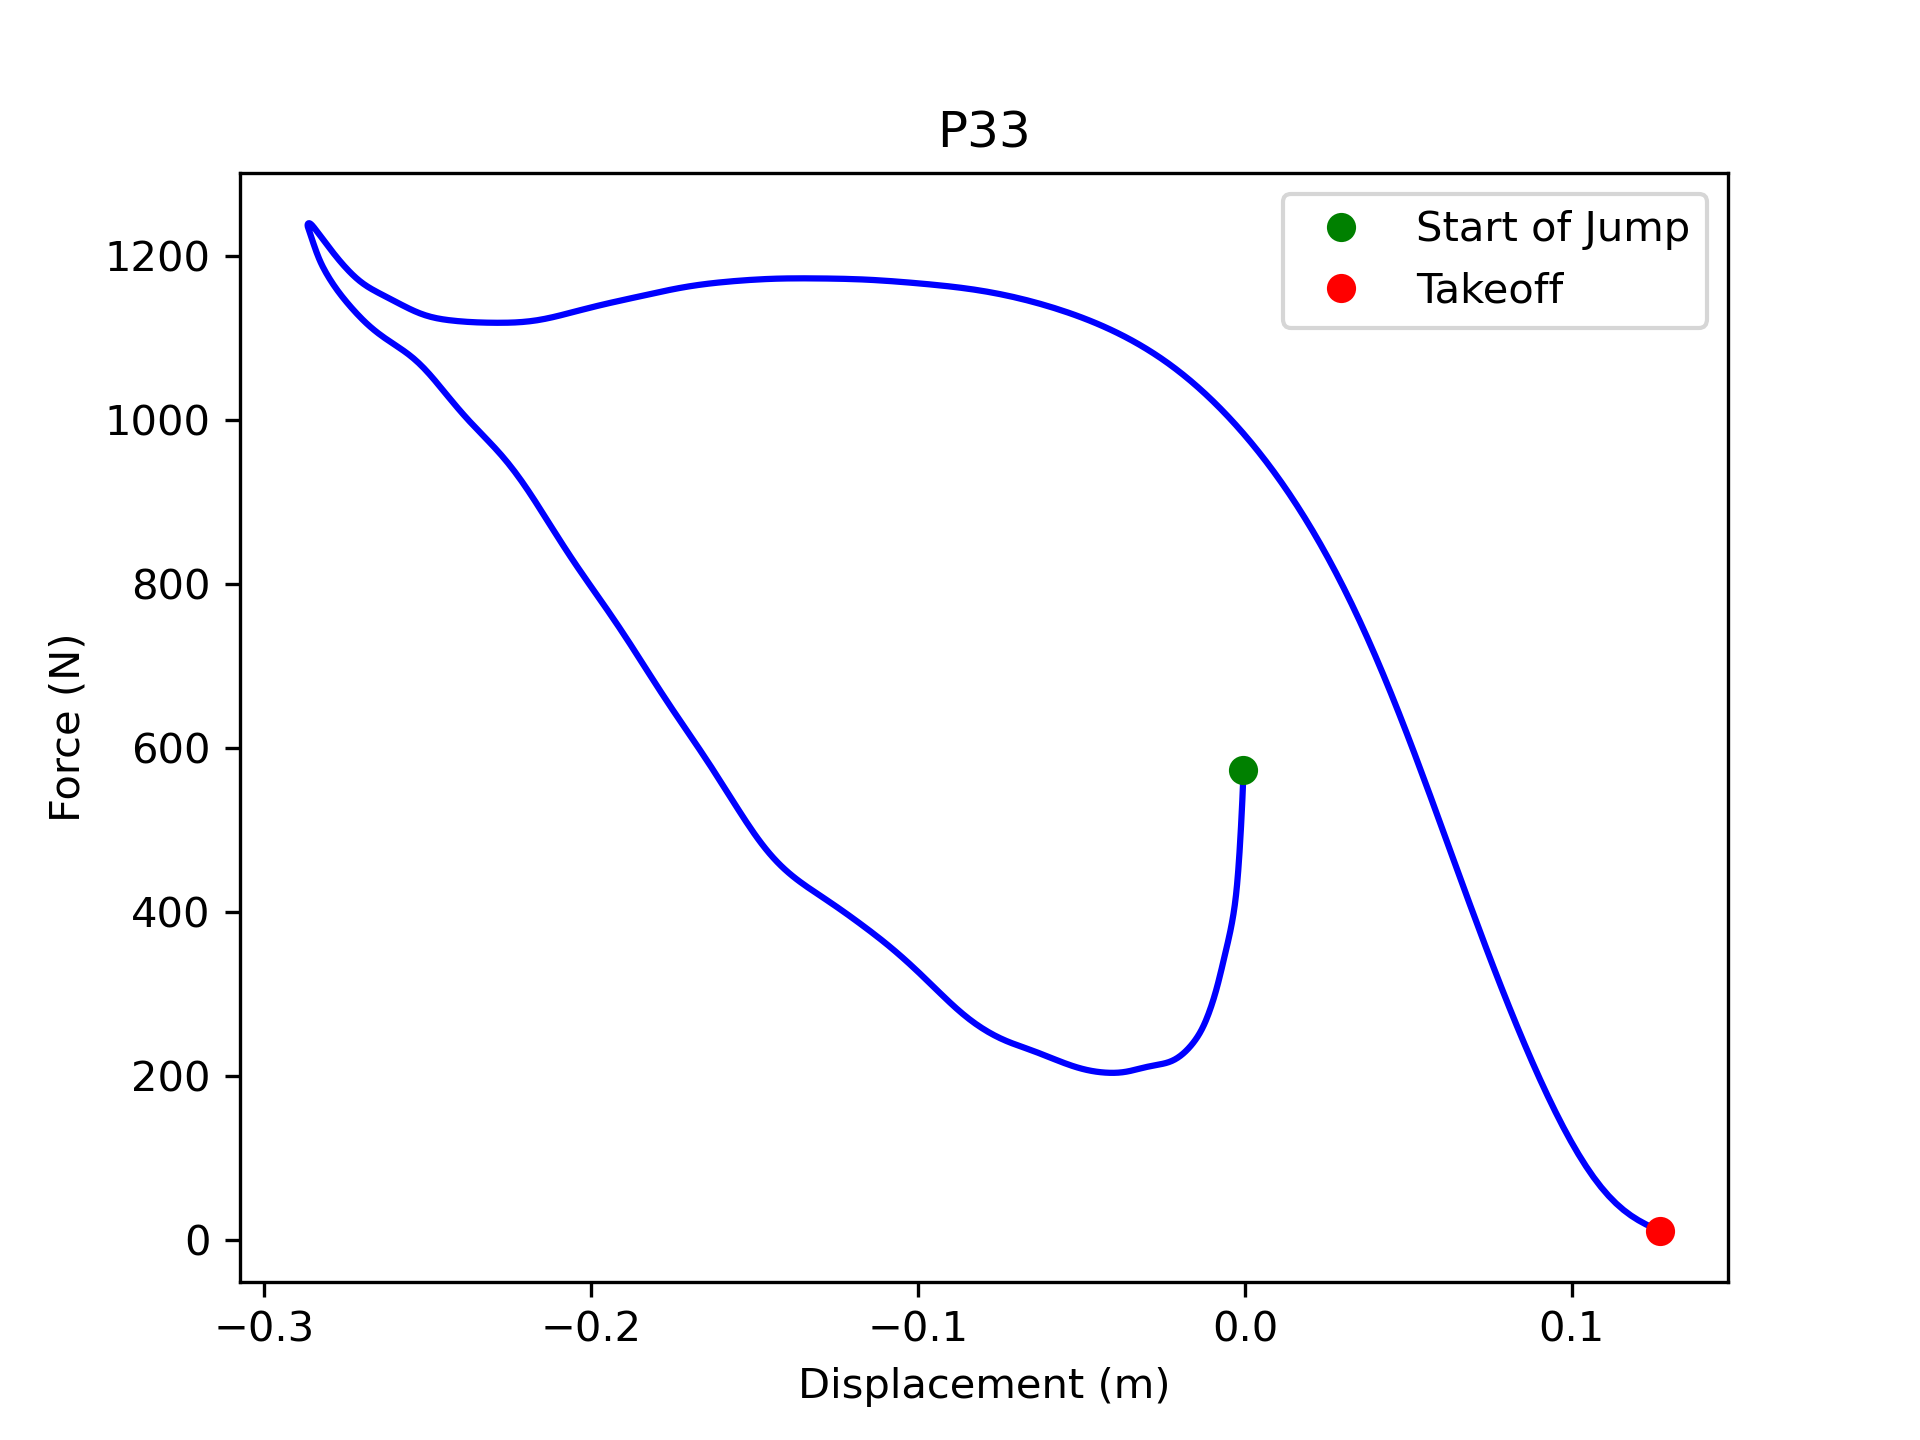 P33
Start of Jump
Takeoff
1200
1000
800
600
400
200
0
Force (N)
−0.3
−0.2
−0.1
0.0
0.1
Displacement (m)